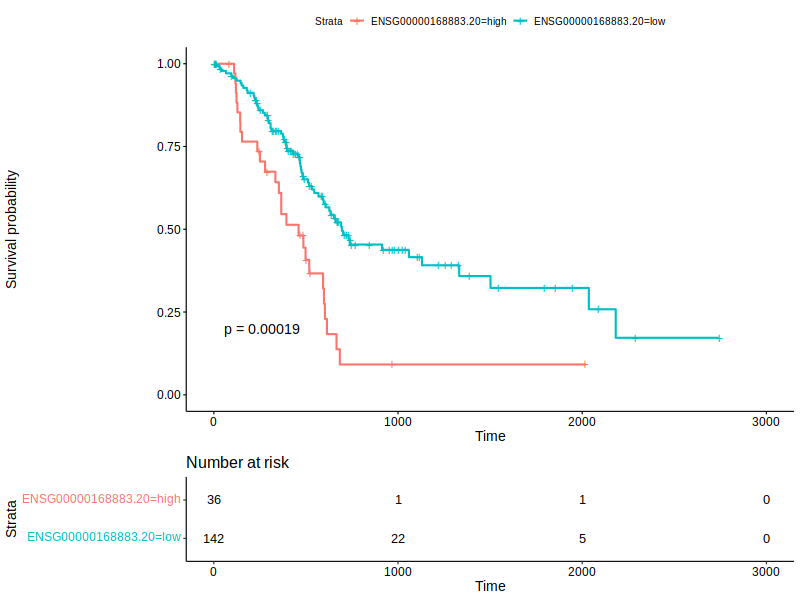 Strata ENSG00000168883.20=high ENSG00000168883.20=low
Survival probability
1.00
0.75
0.50
0.25
0.00
p = 0.00019
0 1000 2000 3000
Time
Number at risk
Strata
ENSG00000168883.20=high 36 1 1 0
ENSG00000168883.20=low 142 22 5 0
0 1000 2000 3000
Time